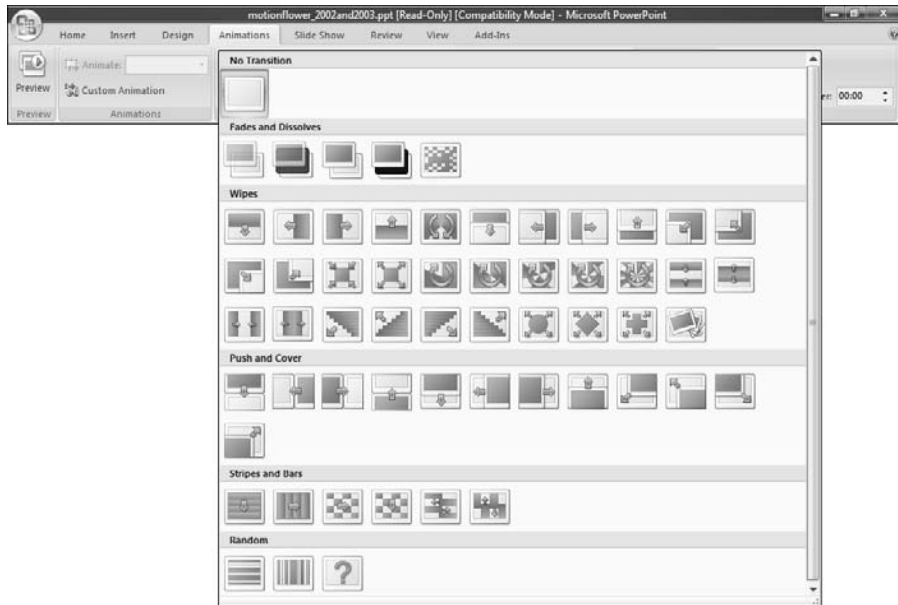 motionflower_2002and2003.ppt [Read-Only] [Compatibility Mode] - Microsoft PowerPoint
Home Insert Design Animations Slide Show Review View Add-Ins
Preview
Animate:
Custom Animation
Preview Animations
00:00
No Transition
Fades and Dissolves
Wipes
Push and Cover
Stripes and Bars
Random
?